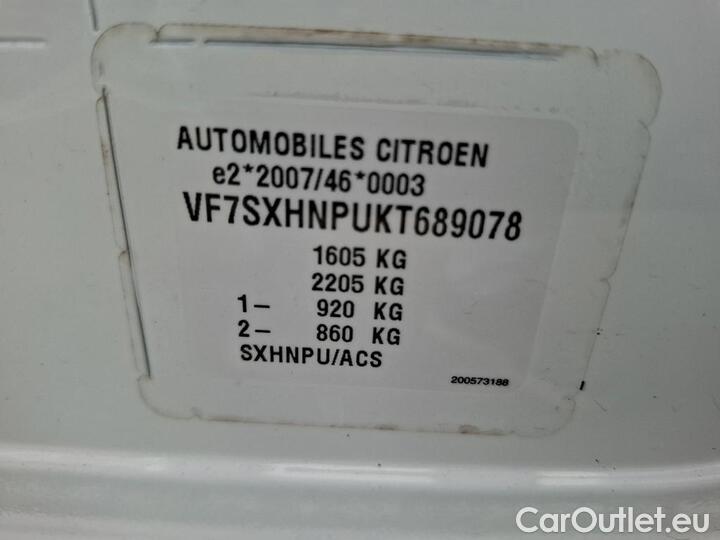 AUTOMOBILES CITROEN
e2*2007/46*0003
VF7SXHNPUKT689078
1605 KG
2205 KG
1- 920 KG
2- 860 KG
SXHNPU/ACS
200573188
CarOutlet.eu